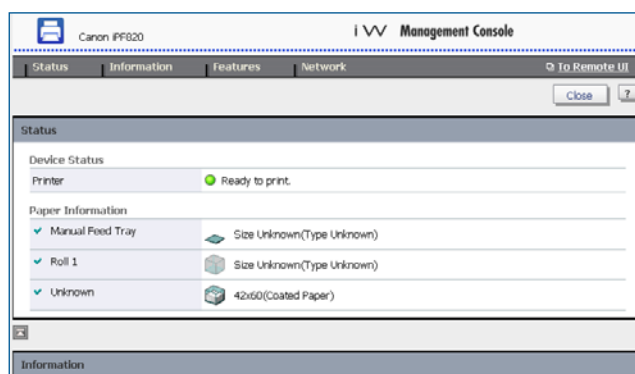 Canon iPF820
iW Management Console
Status Information Features Network To Remote UI
Close ?
Status
Device Status
Printer Ready to print.
Paper Information
Manual Feed Tray Size Unknown(Type Unknown)
Roll 1 Size Unknown(Type Unknown)
Unknown 42x60(Coated Paper)
Information